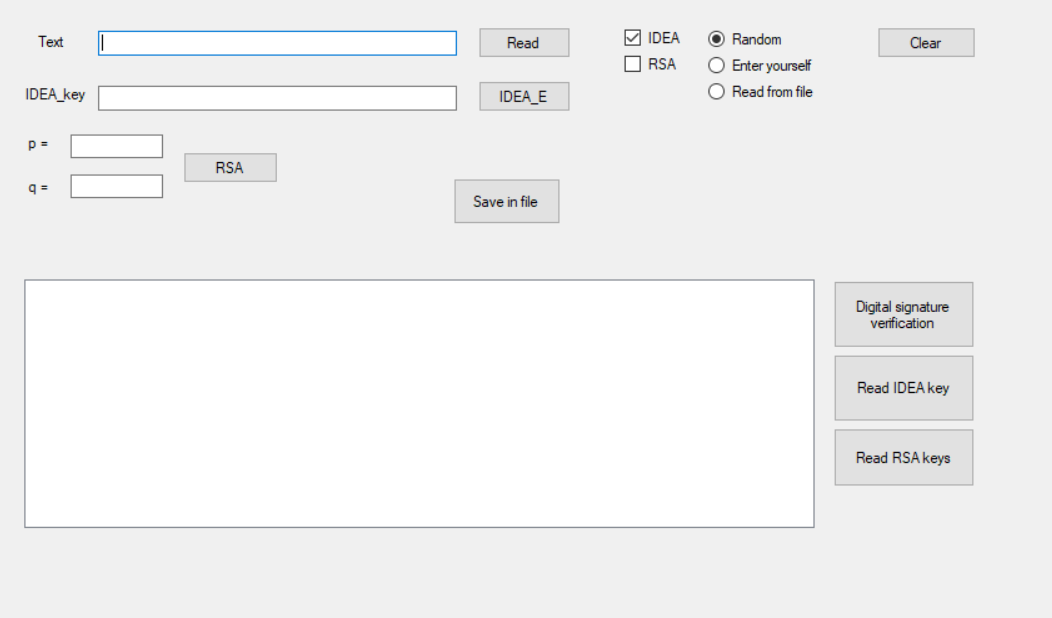 Text
Read
IDEA
Random
Clear
RSA
Enter yourself
IDEA_key
IDEA_E
Read from file
p =
RSA
q =
Save in file
Digital signature
verification
Read IDEA key
Read RSA keys